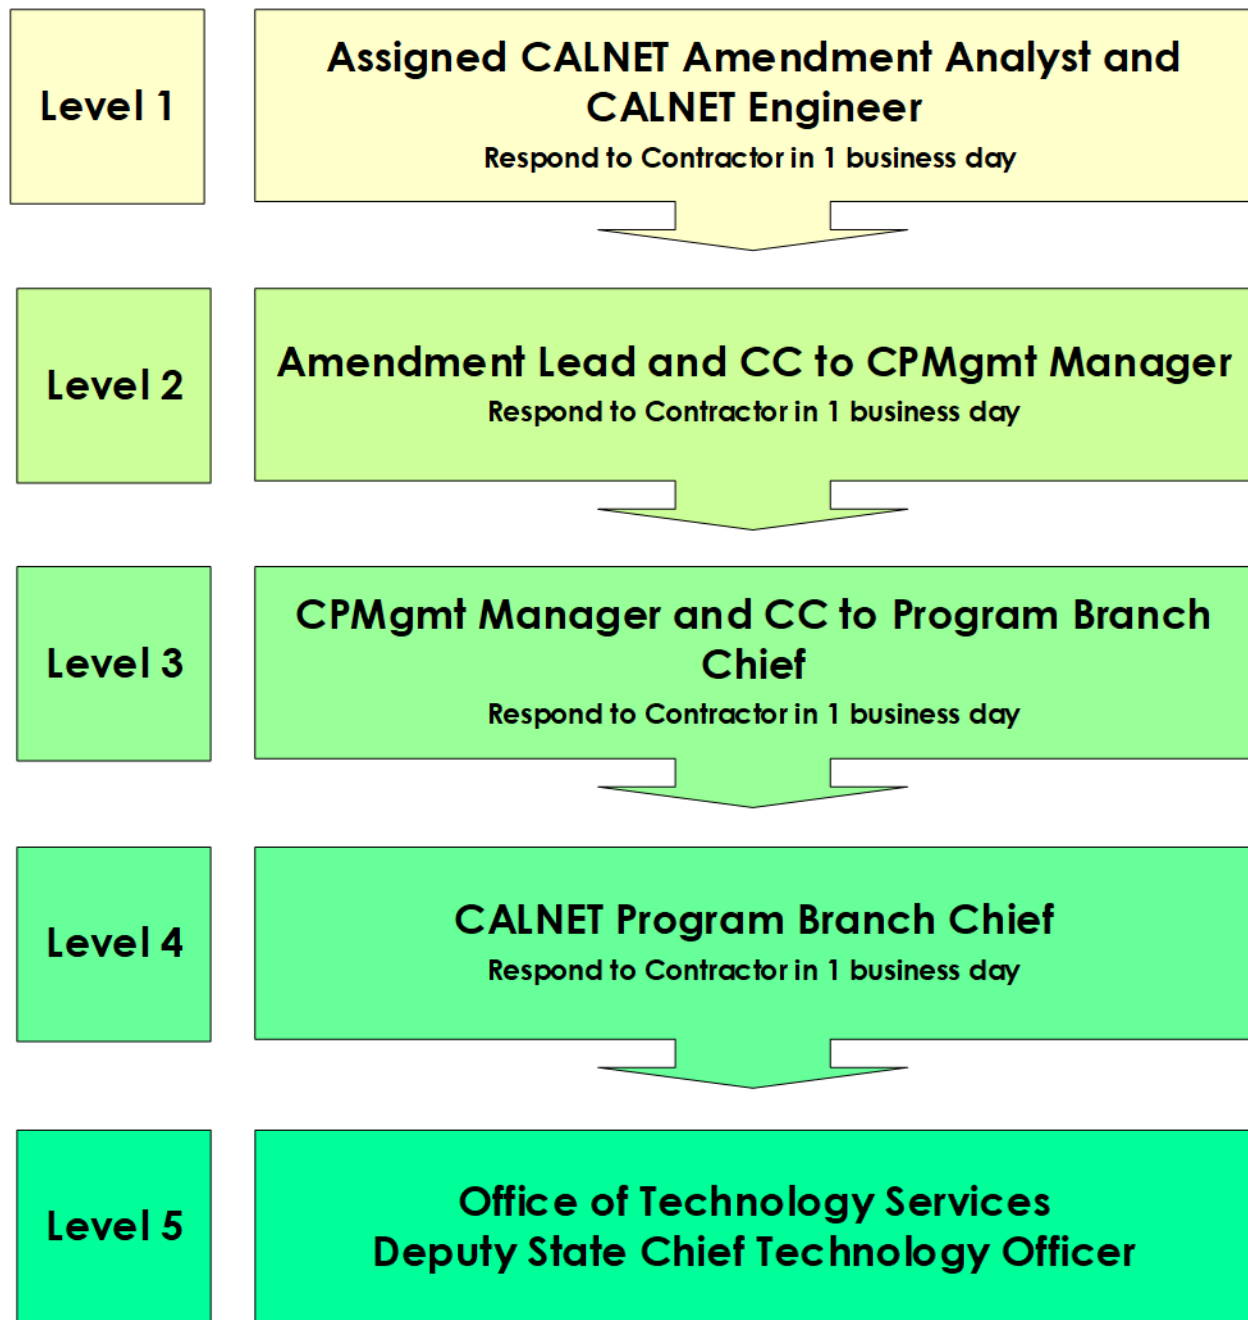 Level 1
Assigned CALNET Amendment Analyst and
CALNET Engineer
Respond to Contractor in 1 business day
Level 2
Amendment Lead and CC to CPMgmt Manager
Respond to Contractor in 1 business day
Level 3
CPMgmt Manager and CC to Program Branch
Chief
Respond to Contractor in 1 business day
Level 4
CALNET Program Branch Chief
Respond to Contractor in 1 business day
Level 5
Office of Technology Services
Deputy State Chief Technology Officer